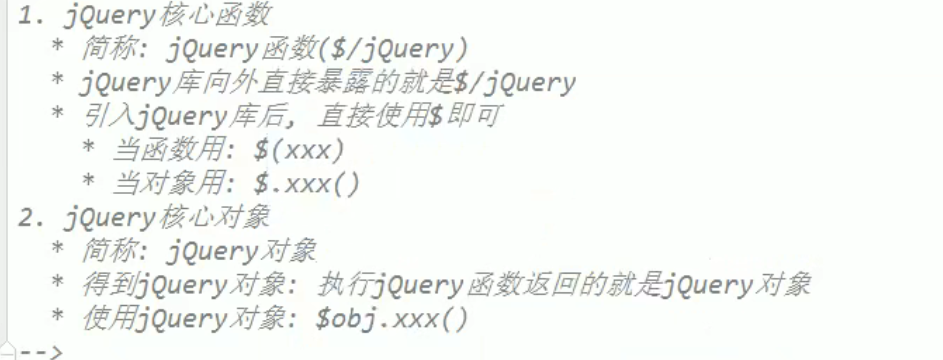 1. jQuery核心函数
* 简称: jQuery函数($/jQuery)
* jQuery库向外直接暴露的就是$/jQuery
* 引入jQuery库后, 直接使用$即可
* 当函数用: $(xxx)
* 当对象用: $.xxx()
2. jQuery核心对象
* 简称: jQuery对象
* 得到jQuery对象: 执行jQuery函数返回的就是jQuery对象
* 使用jQuery对象: $obj.xxx()
-->